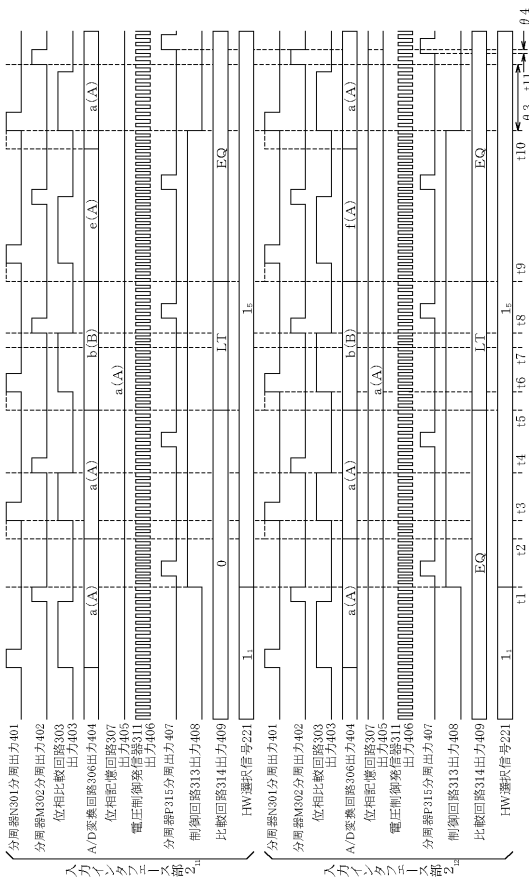 入力インタフェース部2₁₁
分周器N301分周出力401
分周器M302分周出力402
位相比較回路303
出力403
A/D変換回路306出力404
a(A)
a(A)
b(B)
e(A)
a(A)
位相記憶回路307
出力405
a(A)
電圧制御発信器311
出力406
分周器P315分周出力407
制御回路313出力408
比較回路314出力409
0
LT
EQ
HW選択信号221
1₁
1₅
入力インタフェース部2₁₂
分周器N301分周出力401
分周器M302分周出力402
位相比較回路303
出力403
A/D変換回路306出力404
a(A)
a(A)
b(B)
f(A)
a(A)
位相記憶回路307
出力405
a(A)
電圧制御発信器311
出力406
分周器P315分周出力407
制御回路313出力408
比較回路314出力409
EQ
LT
EQ
HW選択信号221
1₁
1₅
t1 t2 t3 t4 t5 t6 t7 t8 t9 t10 θ3 t11 θ4